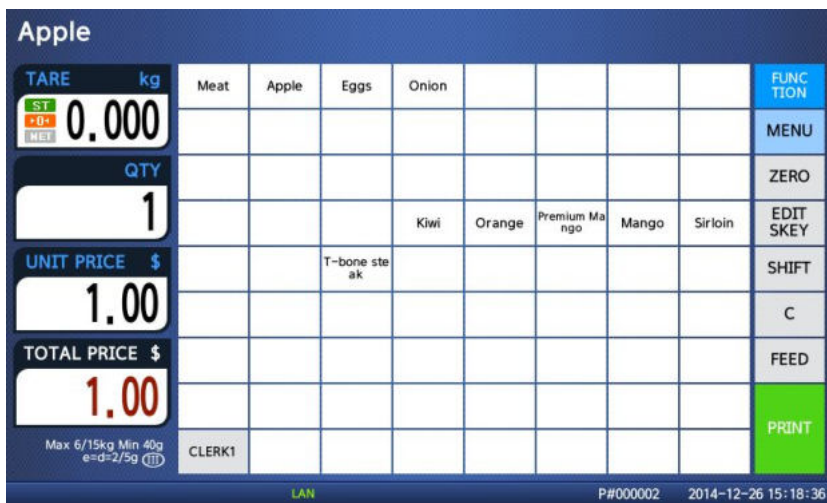 Apple
TARE kg
ST
►0◄
NET
0.000
QTY
1
UNIT PRICE $
1.00
TOTAL PRICE $
1.00
Max 6/15kg Min 40g
e=d=2/5g III
Meat Apple Eggs Onion
Kiwi Orange Premium Ma
ngo Mango Sirloin
T-bone ste
ak
CLERK1
FUNC
TION
MENU
ZERO
EDIT
SKEY
SHIFT
C
FEED
PRINT
LAN P#000002 2014-12-26 15:18:36